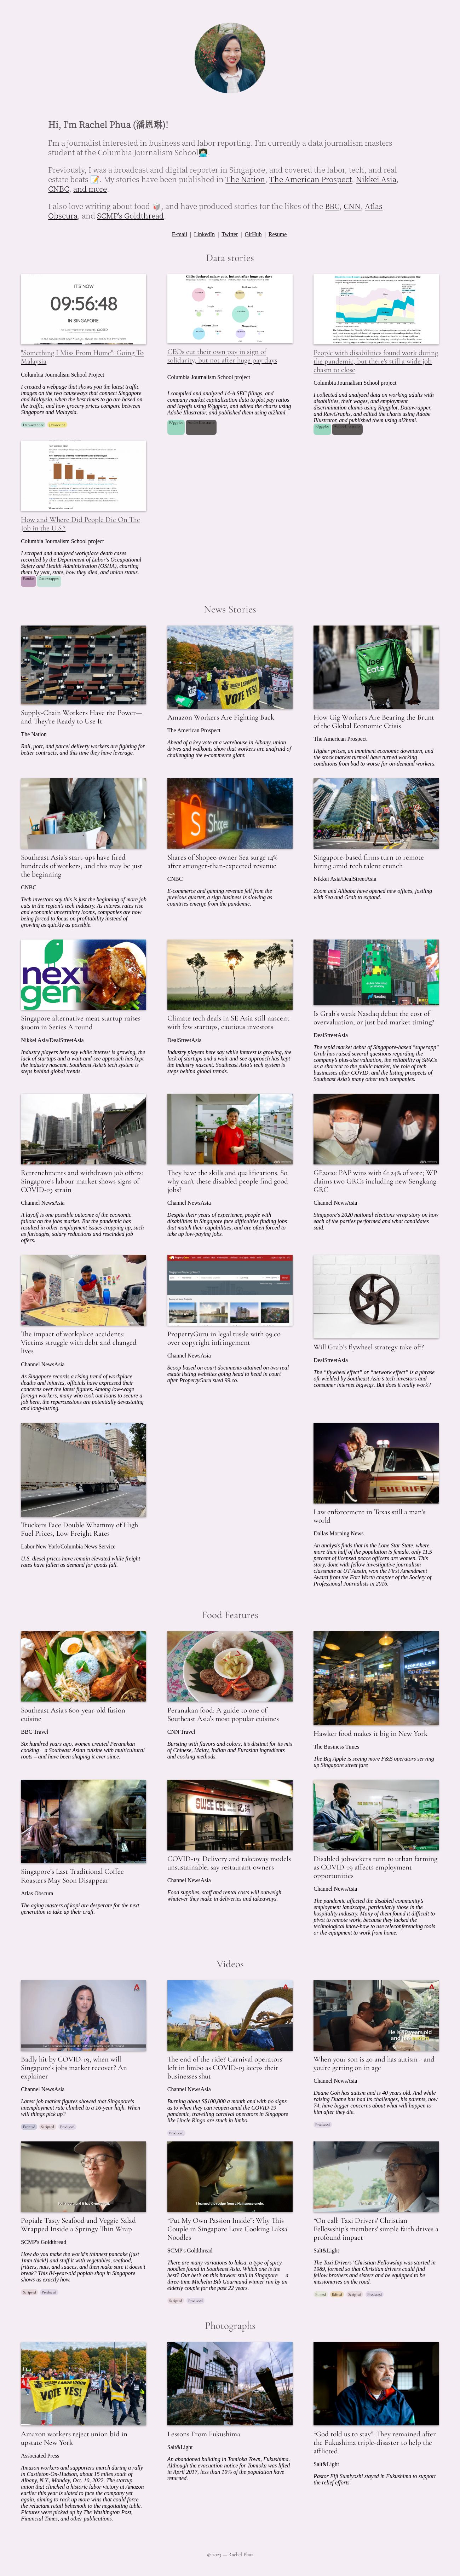 Hi, I'm Rachel Phua (潘恩琳)!
I'm a journalist interested in business and labor reporting. I'm currently a data journalism masters
student at the Columbia Journalism School
Previously, I was a broadcast and digital reporter in Singapore, and covered the labor, tech, and real
estate beats 📝. My stories have been published in The Nation, The American Prospect, Nikkei Asia,
CNBC, and more.
I also love writing about food 🥡, and have produced stories for the likes of the BBC, CNN, Atlas
Obscura, and SCMP's Goldthread.
E-mail | LinkedIn | Twitter | GitHub | Resume
Data stories
IT'S NOW
09:56:48
IN SINGAPORE
"Something I Miss From Home": Going To
Malaysia
Columbia Journalism School Project
I created a webpage that pulls in the latest traffic
images on the two causeways that connect Singapore
and Malaysia, when the best times to go are based on
the traffic, and how grocery prices compare between
Singapore and Malaysia.
Datawrapper Javascript
CEOs cut their own pay in sign of
solidarity, but not after huge pay days
Columbia Journalism School project
I compiled and analyzed 14-A SEC filings, and
company market capitalization data to plot pay ratios
and layoffs using R/ggplot, and edited the charts using
Adobe Illustrator, and published them using ai2html.
R/ggplot Adobe Illustrator
People with disabilities found work during
the pandemic, but there's still a wide job
chasm to close
Columbia Journalism School project
I collected and analyzed data on working adults with
disabilities, their wages, and employment
discrimination claims using R/ggplot, Datawrapper,
and RawGraphs, and edited the charts using Adobe
Illustrator, and published them using ai2html.
R/ggplot Adobe Illustrator
How and Where Did People Die On The
Job in the U.S.?
Columbia Journalism School project
I scraped and analyzed workplace death cases
recorded by the Department of Labor's Occupational
Safety and Health Administration (OSHA), charting
them by year, state, how they died, and union status.
Pandas Datawrapper
News Stories
Supply-Chain Workers Have the Power—
and They're Ready to Use It
The Nation
Rail, port, and parcel delivery workers are fighting for
better contracts, and this time they have leverage.
VOTE YES!
Amazon Workers Are Fighting Back
The American Prospect
Ahead of a key vote at a warehouse in Albany, union
drives and walkouts show that workers are unafraid of
challenging the e-commerce giant.
Uber
Eats
How Gig Workers Are Bearing the Brunt
of the Global Economic Crisis
The American Prospect
Higher prices, an imminent economic downturn, and
the stock market turmoil have turned working
conditions from bad to worse for on-demand workers.
Southeast Asia's start-ups have fired
hundreds of workers, and this may be just
the beginning
CNBC
Tech investors say this is just the beginning of more job
cuts in the region's tech industry. As interest rates rise
and economic uncertainty looms, companies are now
being forced to focus on profitability instead of
growing as quickly as possible.
Shopee
Shares of Shopee-owner Sea surge 14%
after stronger-than-expected revenue
CNBC
E-commerce and gaming revenue fell from the
previous quarter, a sign business is slowing as
countries emerge from the pandemic.
Singapore-based firms turn to remote
hiring amid tech talent crunch
Nikkei Asia/DealStreetAsia
Zoom and Alibaba have opened new offices, jostling
with Sea and Grab to expand.
next
gen
Singapore alternative meat startup raises
$100m in Series A round
Nikkei Asia/DealStreetAsia
Industry players here say while interest is growing, the
lack of startups and a wait-and-see approach has kept
the industry nascent. Southeast Asia's tech system is
steps behind global trends.
Climate tech deals in SE Asia still nascent
with few startups, cautious investors
DealStreetAsia
Industry players here say while interest is growing, the
lack of startups and a wait-and-see approach has kept
the industry nascent. Southeast Asia's tech system is
steps behind global trends.
Is Grab's weak Nasdaq debut the cost of
overvaluation, or just bad market timing?
DealStreetAsia
The tepid market debut of Singapore-based "superapp"
Grab has raised several questions regarding the
company's plus-size valuation, the reliability of SPACs
as a shortcut to the public market, the role of tech
businesses after COVID, and the listing prospects of
Southeast Asia's many other tech companies.
Retrenchments and withdrawn job offers:
Singapore's labour market shows signs of
COVID-19 strain
Channel NewsAsia
A layoff is one possible outcome of the economic
fallout on the jobs market. But the pandemic has
resulted in other employment issues cropping up, such
as furloughs, salary reductions and rescinded job
offers.
They have the skills and qualifications. So
why can't these disabled people find good
jobs?
Channel NewsAsia
Despite their years of experience, people with
disabilities in Singapore face difficulties finding jobs
that match their capabilities, and are often forced to
take up low-paying jobs.
GE2020: PAP wins with 61.24% of vote; WP
claims two GRCs including new Sengkang
GRC
Channel NewsAsia
Singapore's 2020 national elections wrap story on how
each of the parties performed and what candidates
said.
The impact of workplace accidents:
Victims struggle with debt and changed
lives
Channel NewsAsia
As Singapore records a rising trend of workplace
deaths and injuries, officials have expressed their
concerns over the latest figures. Among low-wage
foreign workers, many who took out loans to secure a
job here, the repercussions are potentially devastating
and long-lasting.
PropertyGuru in legal tussle with 99.co
over copyright infringement
Channel NewsAsia
Scoop based on court documents attained on two real
estate listing websites going head to head in court
after PropertyGuru sued 99.co.
Will Grab's flywheel strategy take off?
DealStreetAsia
The "flywheel effect" or "network effect" is a phrase
oft-wielded by Southeast Asia's tech investors and
consumer internet bigwigs. But does it really work?
Truckers Face Double Whammy of High
Fuel Prices, Low Freight Rates
Labor New York/Columbia News Service
U.S. diesel prices have remain elevated while freight
rates have fallen as demand for goods fall.
SHERIFF
Law enforcement in Texas still a man's
world
Dallas Morning News
An analysis finds that in the Lone Star State, where
more than half of the population is female, only 11.5
percent of licensed peace officers are women. This
story, done with fellow investigative journalism
classmate at UT Austin, won the First Amendment
Award from the Fort Worth chapter of the Society of
Professional Journalists in 2016.
Food Features
Southeast Asia's 600-year-old fusion
cuisine
BBC Travel
Six hundred years ago, women created Peranakan
cooking – a Southeast Asian cuisine with multicultural
roots – and have been shaping it ever since.
Peranakan food: A guide to one of
Southeast Asia's most popular cuisines
CNN Travel
Bursting with flavors and colors, it's distinct for its mix
of Chinese, Malay, Indian and Eurasian ingredients
and cooking methods.
Hawker food makes it big in New York
The Business Times
The Big Apple is seeing more F&B operators serving
up Singapore street fare
Singapore's Last Traditional Coffee
Roasters May Soon Disappear
Atlas Obscura
The aging masters of kopi are desperate for the next
generation to take up their craft.
SWEE KEE
COVID-19: Delivery and takeaway models
unsustainable, say restaurant owners
Channel NewsAsia
Food supplies, staff and rental costs will outweigh
whatever they make in deliveries and takeaways.
Disabled jobseekers turn to urban farming
as COVID-19 affects employment
opportunities
Channel NewsAsia
The pandemic affected the disabled community's
employment landscape, particularly those in the
hospitality industry. Many of them found it difficult to
pivot to remote work, because they lacked the
technological know-how to use teleconferencing tools
or the equipment to work from home.
Videos
Badly hit by COVID-19, when will
Singapore's jobs market recover? An
explainer
Channel NewsAsia
Latest job market figures showed that Singapore's
unemployment rate climbed to a 16-year high. When
will things pick up?
Fronted Scripted Produced
The end of the ride? Carnival operators
left in limbo as COVID-19 keeps their
businesses shut
Channel NewsAsia
Burning about S$100,000 a month and with no signs
as to when they can reopen amid the COVID-19
pandemic, travelling carnival operators in Singapore
like Uncle Ringo are stuck in limbo.
Produced
When your son is 40 and has autism - and
you're getting on in age
Channel NewsAsia
Duane Goh has autism and is 40 years old. And while
raising Duane has had its challenges, his parents, now
74, have bigger concerns about what will happen to
him after they die.
Produced
Popiah: Tasty Seafood and Veggie Salad
Wrapped Inside a Springy Thin Wrap
SCMP's Goldthread
How do you make the world's thinnest pancake (just
1mm thick!) and stuff it with vegetables, seafood,
fritters, nuts, and sauces, and then make sure it doesn't
break? This 84-year-old popiah shop in Singapore
shows us exactly how.
Scripted Produced
I learned the recipe from a Vietnamese uncle.
"Put My Own Passion Inside": Why This
Couple in Singapore Love Cooking Laksa
Noodles
SCMP's Goldthread
There are many variations to laksa, a type of spicy
noodles found in Southeast Asia. Which one is the
best? Our bet's on this hawker stall in Singapore — a
three-time Michelin Bib Gourmand winner run by an
elderly couple for the past 22 years.
Scripted Produced
"On call: Taxi Drivers' Christian
Fellowship's members' simple faith drives a
profound impact
Salt&Light
The Taxi Drivers' Christian Fellowship was started in
1989, formed so that Christian drivers could find
fellow brothers and sisters and be equipped to be
missionaries on the road.
Filmed Edited Scripted Produced
Photographs
VOTE YES!
Amazon workers reject union bid in
upstate New York
Associated Press
Amazon workers and supporters march during a rally
in Castleton-On-Hudson, about 15 miles south of
Albany, N.Y., Monday, Oct. 10, 2022. The startup
union that clinched a historic labor victory at Amazon
earlier this year is slated to face the company yet
again, aiming to rack up more wins that could force
the reluctant retail behemoth to the negotiating table.
Pictures were picked up by The Washington Post,
Financial Times, and other publications.
Lessons From Fukushima
Salt&Light
An abandoned building in Tomioka Town, Fukushima.
Although the evacuation notice for Tomioka was lifted
in April 2017, less than 10% of the population have
returned.
"God told us to stay": They remained after
the Fukushima triple-disaster to help the
afflicted
Salt&Light
Pastor Eiji Sumiyoshi stayed in Fukushima to support
the relief efforts.
© 2023 — Rachel Phua